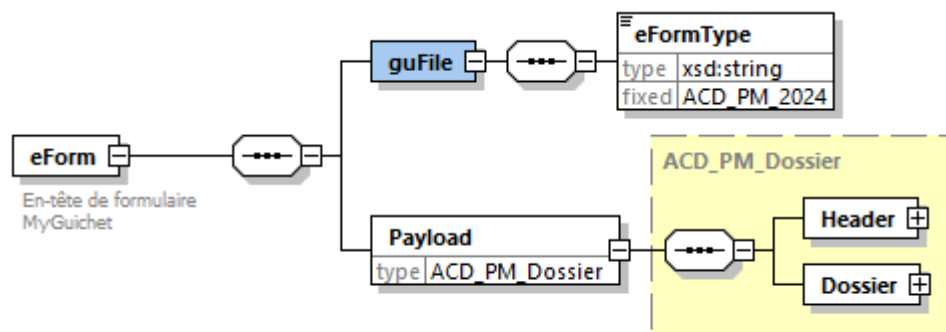 eFormType
type xsd:string
fixed ACD_PM_2024
guFile
eForm
En-tête de formulaire
MyGuichet
ACD_PM_Dossier
Header
Payload
type ACD_PM_Dossier
Dossier